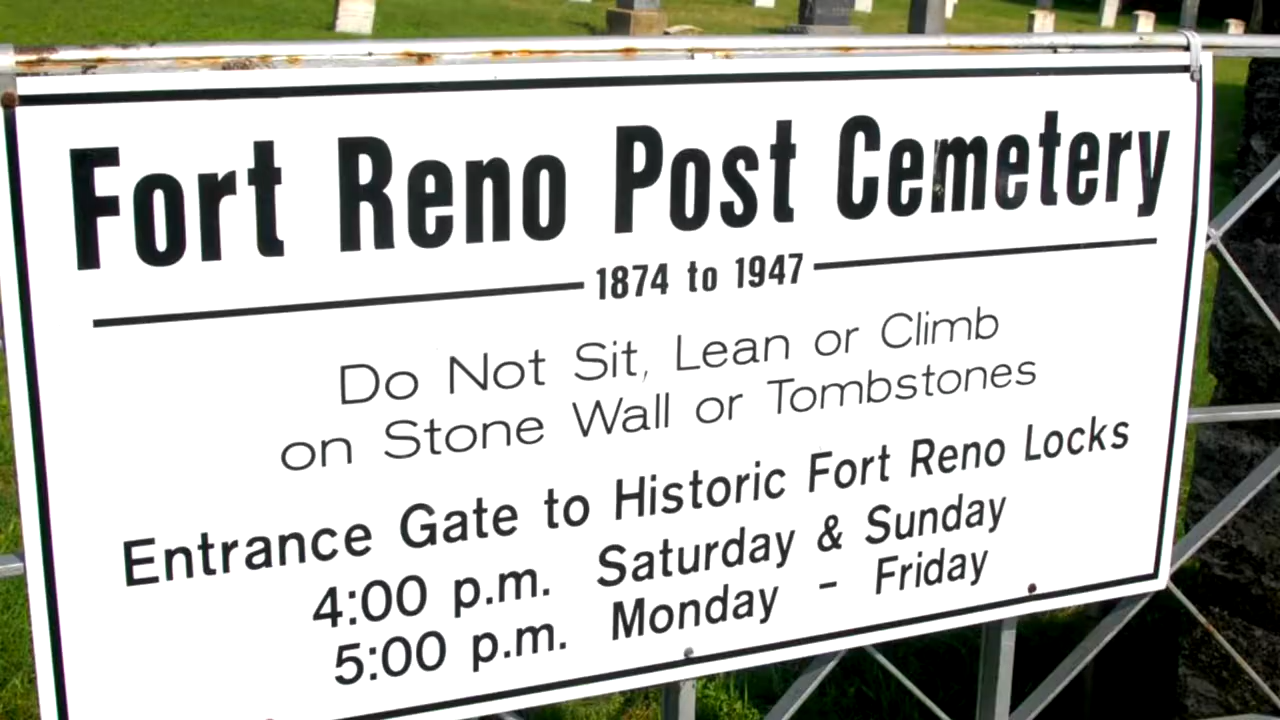 Fort Reno Post Cemetery
1874 to 1947
Do Not Sit, Lean or Climb
on Stone Wall or Tombstones
Entrance Gate to Historic Fort Reno Locks
4:00 p.m. Saturday & Sunday
5:00 p.m. Monday - Friday